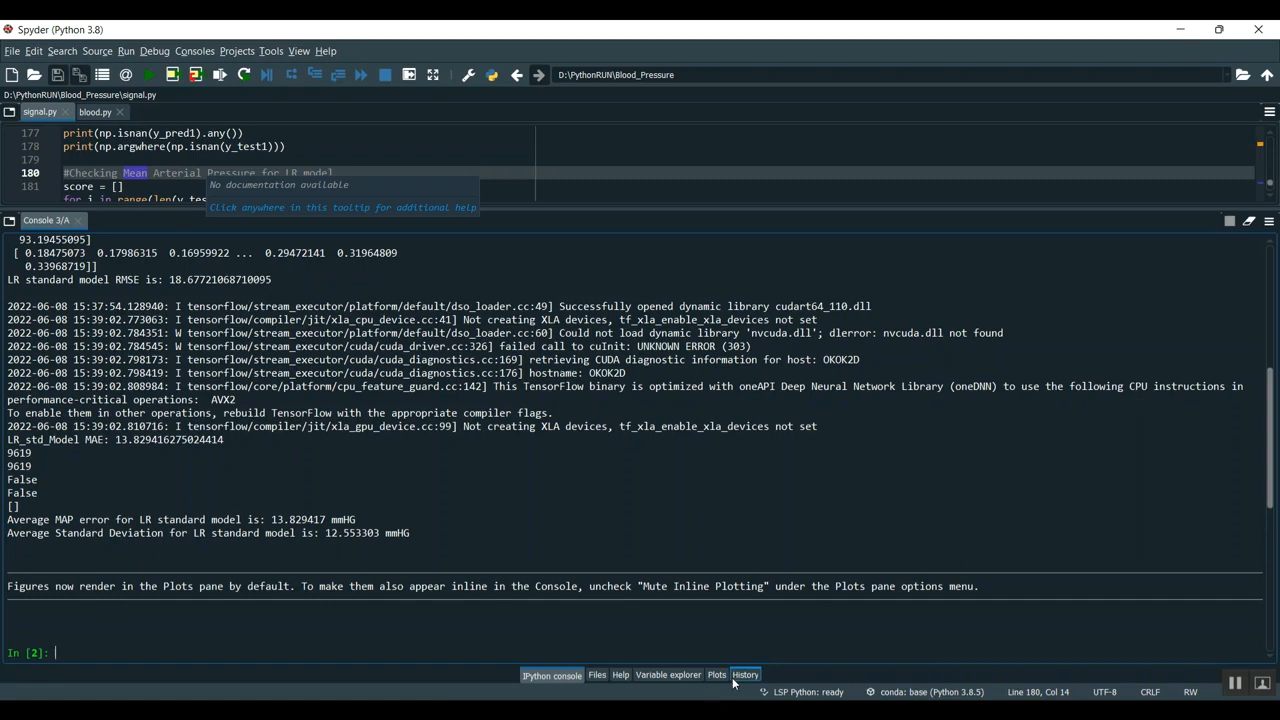 Spyder (Python 3.8)
File Edit Search Source Run Debug Consoles Projects Tools View Help
D:\PythonRUN\Blood_Pressure
D:\PythonRUN\Blood_Pressure\signal.py
signal.py blood.py
177 print(np.isnan(y_pred1).any())
178 print(np.argwhere(np.isnan(y_test1)))
179
180 #Checking Mean Arterial Pressure for LR model
No documentation available
181 score = []
for i in range(len(y_tes
Click anywhere in this tooltip for additional help
Console 3/A
93.19455095]
[ 0.18475073 0.17986315 0.16959922 ... 0.29472141 0.31964809
0.33968719]]
LR standard model RMSE is: 18.67721068710095
2022-06-08 15:37:54.128940: I tensorflow/stream_executor/platform/default/dso_loader.cc:49] Successfully opened dynamic library cudart64_110.dll
2022-06-08 15:39:02.773063: I tensorflow/compiler/jit/xla_cpu_device.cc:41] Not creating XLA devices, tf_xla_enable_xla_devices not set
2022-06-08 15:39:02.784351: W tensorflow/stream_executor/platform/default/dso_loader.cc:60] Could not load dynamic library 'nvcuda.dll'; dlerror: nvcuda.dll not found
2022-06-08 15:39:02.784545: W tensorflow/stream_executor/cuda/cuda_driver.cc:326] failed call to cuInit: UNKNOWN ERROR (303)
2022-06-08 15:39:02.798173: I tensorflow/stream_executor/cuda/cuda_diagnostics.cc:169] retrieving CUDA diagnostic information for host: OKOK2D
2022-06-08 15:39:02.798419: I tensorflow/stream_executor/cuda/cuda_diagnostics.cc:176] hostname: OKOK2D
2022-06-08 15:39:02.808984: I tensorflow/core/platform/cpu_feature_guard.cc:142] This TensorFlow binary is optimized with oneAPI Deep Neural Network Library (oneDNN) to use the following CPU instructions in
performance-critical operations: AVX2
To enable them in other operations, rebuild TensorFlow with the appropriate compiler flags.
2022-06-08 15:39:02.810716: I tensorflow/compiler/jit/xla_gpu_device.cc:99] Not creating XLA devices, tf_xla_enable_xla_devices not set
LR_std_Model MAE: 13.829416275024414
9619
9619
False
False
[]
Average MAP error for LR standard model is: 13.829417 mmHG
Average Standard Deviation for LR standard model is: 12.553303 mmHG
Figures now render in the Plots pane by default. To make them also appear inline in the Console, uncheck "Mute Inline Plotting" under the Plots pane options menu.
In [2]:
IPython console Files Help Variable explorer Plots History
LSP Python: ready conda: base (Python 3.8.5) Line 180, Col 14 UTF-8 CRLF RW